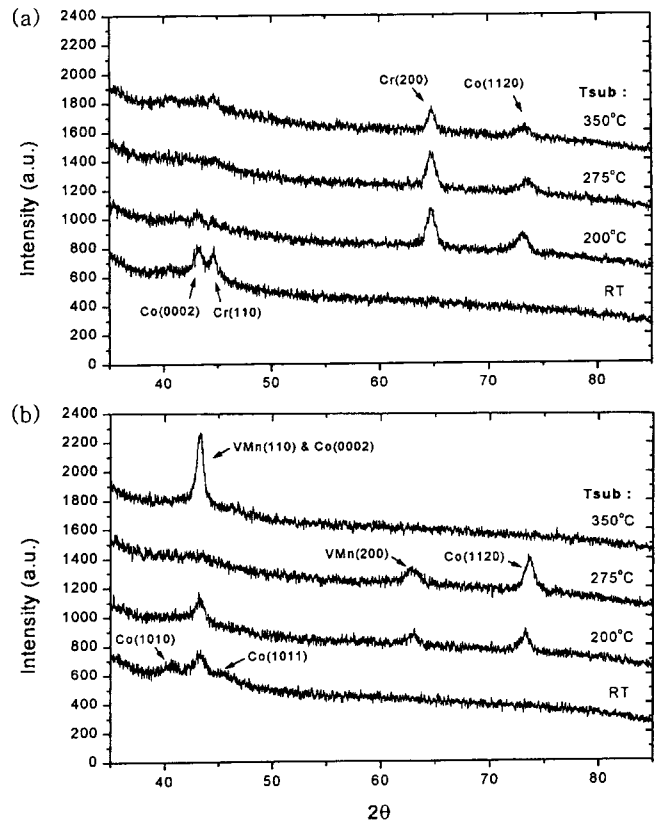 (a)
2400
2200
2000
1800
1600
1400
1200
1000
800
600
400
200
0
Intensity (a.u.)
Cr(200)
Co(1120)
Tsub :
350°C
275°C
200°C
RT
Co(0002)
Cr(110)
40
50
60
70
80
(b)
2400
2200
2000
1800
1600
1400
1200
1000
800
600
400
200
0
Intensity (a.u.)
VMn(110) & Co(0002)
Tsub :
350°C
VMn(200)
Co(1120)
275°C
200°C
Co(1010)
Co(1011)
RT
40
50
60
70
80
2θ